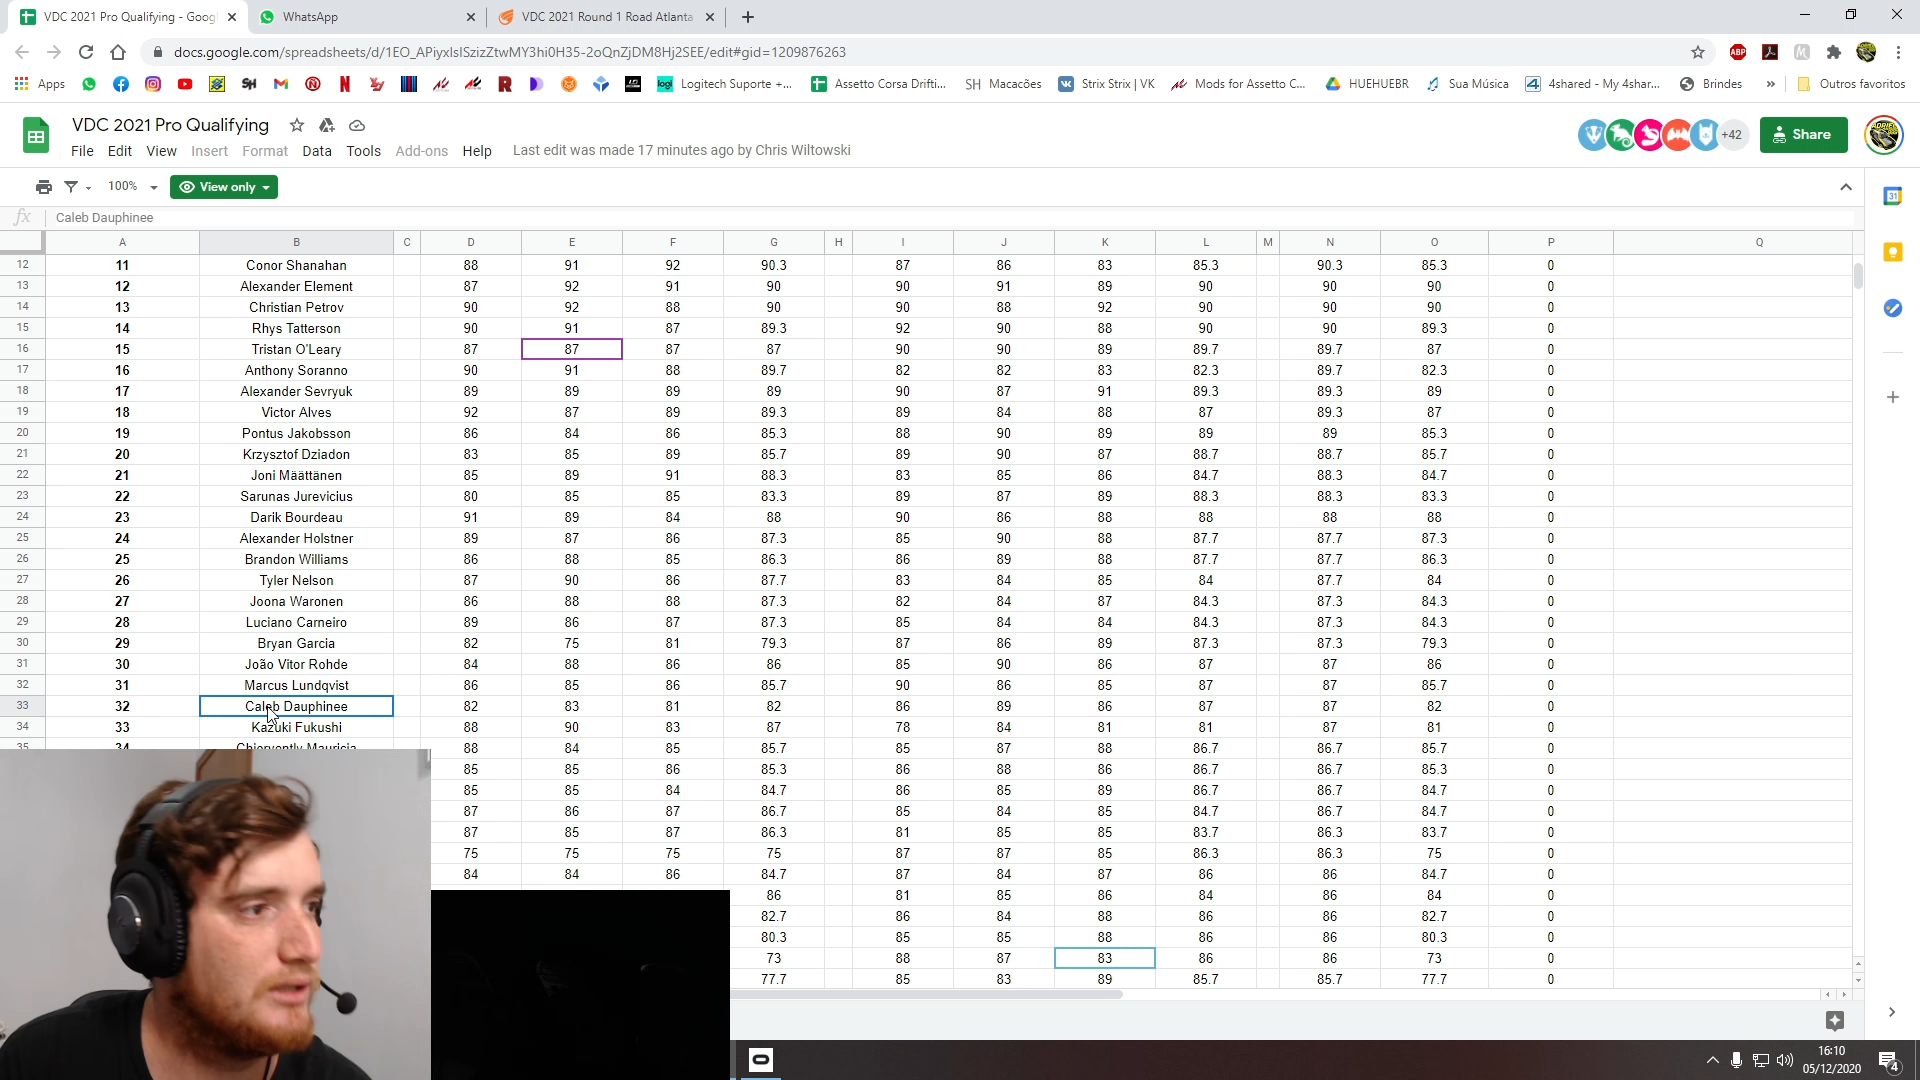 VDC 2021 Pro Qualifying - Goog
WhatsApp
VDC 2021 Round 1 Road Atlanta
docs.google.com/spreadsheets/d/1EO_APiyxIsISzizZtwMY3hi0H35-2oQnZjDM8Hj2SEE/edit#gid=1209876263
Apps Logitech Suporte +... Assetto Corsa Drifti... SH Macacões Strix Strix | VK Mods for Assetto C... HUEHUEBR Sua Música 4shared - My 4shar... Brindes » Outros favoritos
VDC 2021 Pro Qualifying
+42 Share
File Edit View Insert Format Data Tools Add-ons Help Last edit was made 17 minutes ago by Chris Wiltowski
100% View only
fx Caleb Dauphinee
A B C D E F G H I J K L M N O P Q
12 11 Conor Shanahan 88 91 92 90.3 87 86 83 85.3 90.3 85.3 0
13 12 Alexander Element 87 92 91 90 90 91 89 90 90 90 0
14 13 Christian Petrov 90 92 88 90 90 88 92 90 90 90 0
15 14 Rhys Tatterson 90 91 87 89.3 92 90 88 90 90 89.3 0
16 15 Tristan O'Leary 87 87 87 87 90 90 89 89.7 89.7 87 0
17 16 Anthony Soranno 90 91 88 89.7 82 82 83 82.3 89.7 82.3 0
18 17 Alexander Sevryuk 89 89 89 89 90 87 91 89.3 89.3 89 0
19 18 Victor Alves 92 87 89 89.3 89 84 88 87 89.3 87 0
20 19 Pontus Jakobsson 86 84 86 85.3 88 90 89 89 89 85.3 0
21 20 Krzysztof Dziadon 83 85 89 85.7 89 90 87 88.7 88.7 85.7 0
22 21 Joni Määttänen 85 89 91 88.3 83 85 86 84.7 88.3 84.7 0
23 22 Sarunas Jurevicius 80 85 85 83.3 89 87 89 88.3 88.3 83.3 0
24 23 Darik Bourdeau 91 89 84 88 90 86 88 88 88 88 0
25 24 Alexander Holstner 89 87 86 87.3 85 90 88 87.7 87.7 87.3 0
26 25 Brandon Williams 86 88 85 86.3 86 89 88 87.7 87.7 86.3 0
27 26 Tyler Nelson 87 90 86 87.7 83 84 85 84 87.7 84 0
28 27 Joona Waronen 86 88 88 87.3 82 84 87 84.3 87.3 84.3 0
29 28 Luciano Carneiro 89 86 87 87.3 85 84 84 84.3 87.3 84.3 0
30 29 Bryan Garcia 82 75 81 79.3 87 86 89 87.3 87.3 79.3 0
31 30 João Vitor Rohde 84 88 86 86 85 90 86 87 87 86 0
32 31 Marcus Lundqvist 86 85 86 85.7 90 86 85 87 87 85.7 0
33 32 Caleb Dauphinee 82 83 81 82 86 89 86 87 87 82 0
34 33 Kazuki Fukushi 88 90 83 87 78 84 81 81 87 81 0
35 34 88 84 85 85.7 85 87 88 86.7 86.7 85.7 0
85 85 86 85.3 86 88 86 86.7 86.7 85.3 0
85 85 84 84.7 86 85 89 86.7 86.7 84.7 0
87 86 87 86.7 85 84 85 84.7 86.7 84.7 0
87 85 87 86.3 81 85 85 83.7 86.3 83.7 0
75 75 75 75 87 87 85 86.3 86.3 75 0
84 84 86 84.7 87 84 87 86 86 84.7 0
86 81 85 86 84 86 84 0
82.7 86 84 88 86 86 82.7 0
80.3 85 85 88 86 86 80.3 0
73 88 87 83 86 86 73 0
77.7 85 83 89 85.7 85.7 77.7 0
16:10
05/12/2020
4